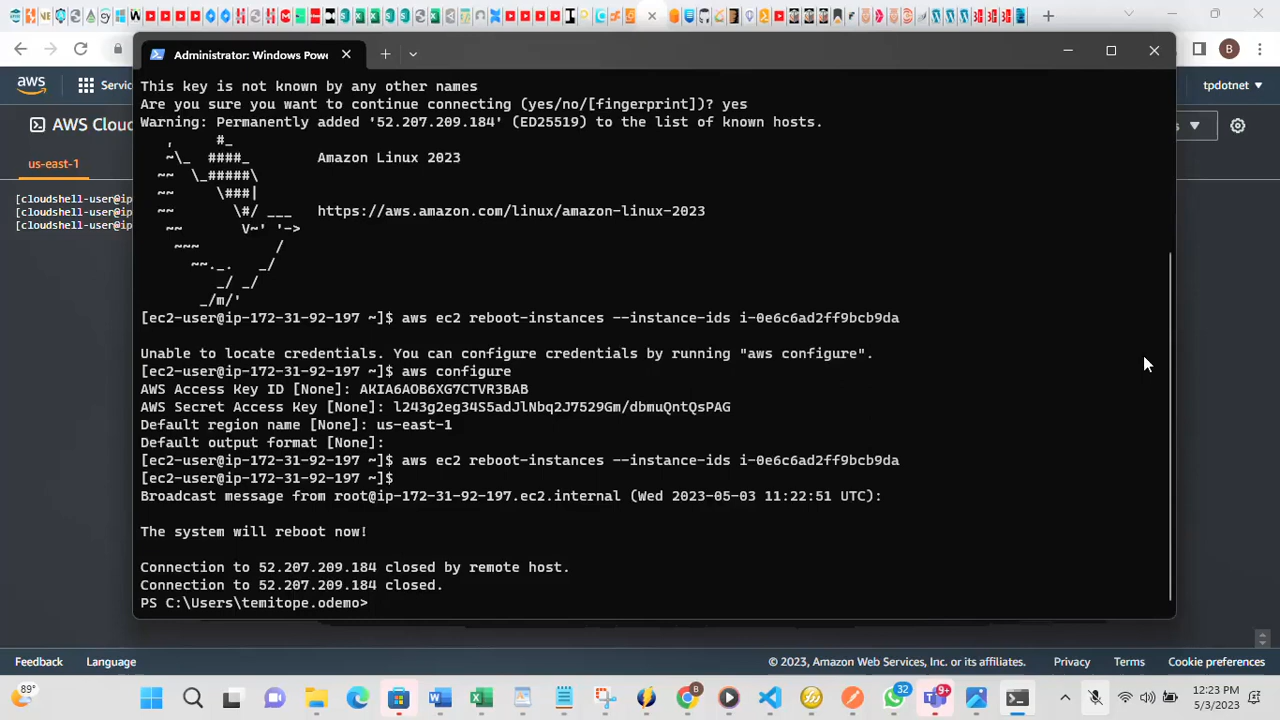 Administrator: Windows Powe
aws
Servic
tpdotnet
AWS Clou
us-east-1
[cloudshell-user@ip
[cloudshell-user@ip
[cloudshell-user@ip
This key is not known by any other names
Are you sure you want to continue connecting (yes/no/[fingerprint])? yes
Warning: Permanently added '52.207.209.184' (ED25519) to the list of known hosts.
Amazon Linux 2023
https://aws.amazon.com/linux/amazon-linux-2023
[ec2-user@ip-172-31-92-197 ~]$ aws ec2 reboot-instances --instance-ids i-0e6c6ad2ff9bcb9da
Unable to locate credentials. You can configure credentials by running "aws configure".
[ec2-user@ip-172-31-92-197 ~]$ aws configure
AWS Access Key ID [None]: [credential redacted]
AWS Secret Access Key [None]: [credential redacted]
Default region name [None]: us-east-1
Default output format [None]:
[ec2-user@ip-172-31-92-197 ~]$ aws ec2 reboot-instances --instance-ids i-0e6c6ad2ff9bcb9da
[ec2-user@ip-172-31-92-197 ~]$
Broadcast message from root@ip-172-31-92-197.ec2.internal (Wed 2023-05-03 11:22:51 UTC):
The system will reboot now!
Connection to 52.207.209.184 closed by remote host.
Connection to 52.207.209.184 closed.
PS C:\Users\temitope.odemo>
Feedback Language
© 2023, Amazon Web Services, Inc. or its affiliates. Privacy Terms Cookie preferences
89°
32
9+
12:23 PM
5/3/2023